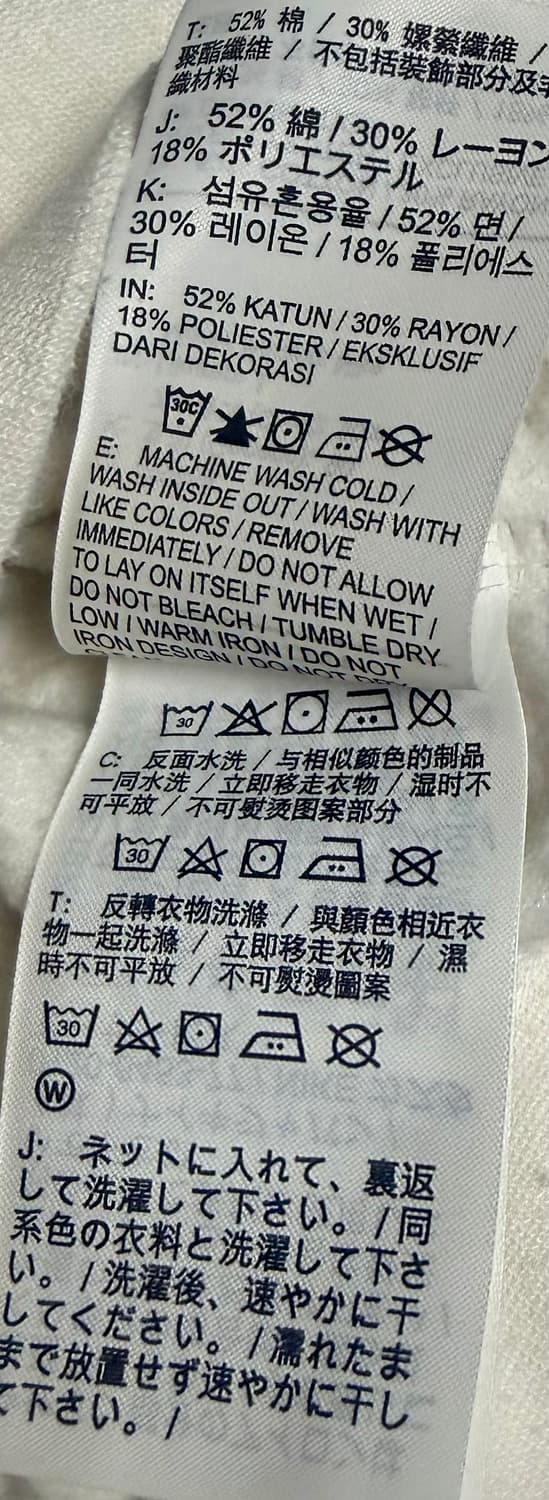 T: 52% 棉 / 30% 嫘縈纖維 /
聚酯纖維 / 不包括裝飾部分及
織材料
J: 52% 綿 / 30% レーヨン
18% ポリエステル
K: 섬유혼용율 / 52% 면 /
30% 레이온 / 18% 폴리에스
터
IN: 52% KATUN / 30% RAYON /
18% POLIESTER / EKSKLUSIF
DARI DEKORASI
30C
E: MACHINE WASH COLD /
WASH INSIDE OUT / WASH WITH
LIKE COLORS / REMOVE
IMMEDIATELY / DO NOT ALLOW
TO LAY ON ITSELF WHEN WET /
DO NOT BLEACH / TUMBLE DRY
LOW / WARM IRON / DO NOT
IRON DESIGN / DO NOT DRY
30
C: 反面水洗 / 与相似颜色的制品
一同水洗 / 立即移走衣物 / 湿时不
可平放 / 不可熨烫图案部分
30
T: 反轉衣物洗滌 / 與顏色相近衣
物一起洗滌 / 立即移走衣物 / 濕
時不可平放 / 不可熨燙圖案
30
W
J: ネットに入れて、裏返
して洗濯して下さい。 / 同
系色の衣料と洗濯して下さ
い。 / 洗濯後、速やかに干
してください。 / 濡れたま
まで放置せず速やかに干し
て下さい。 /